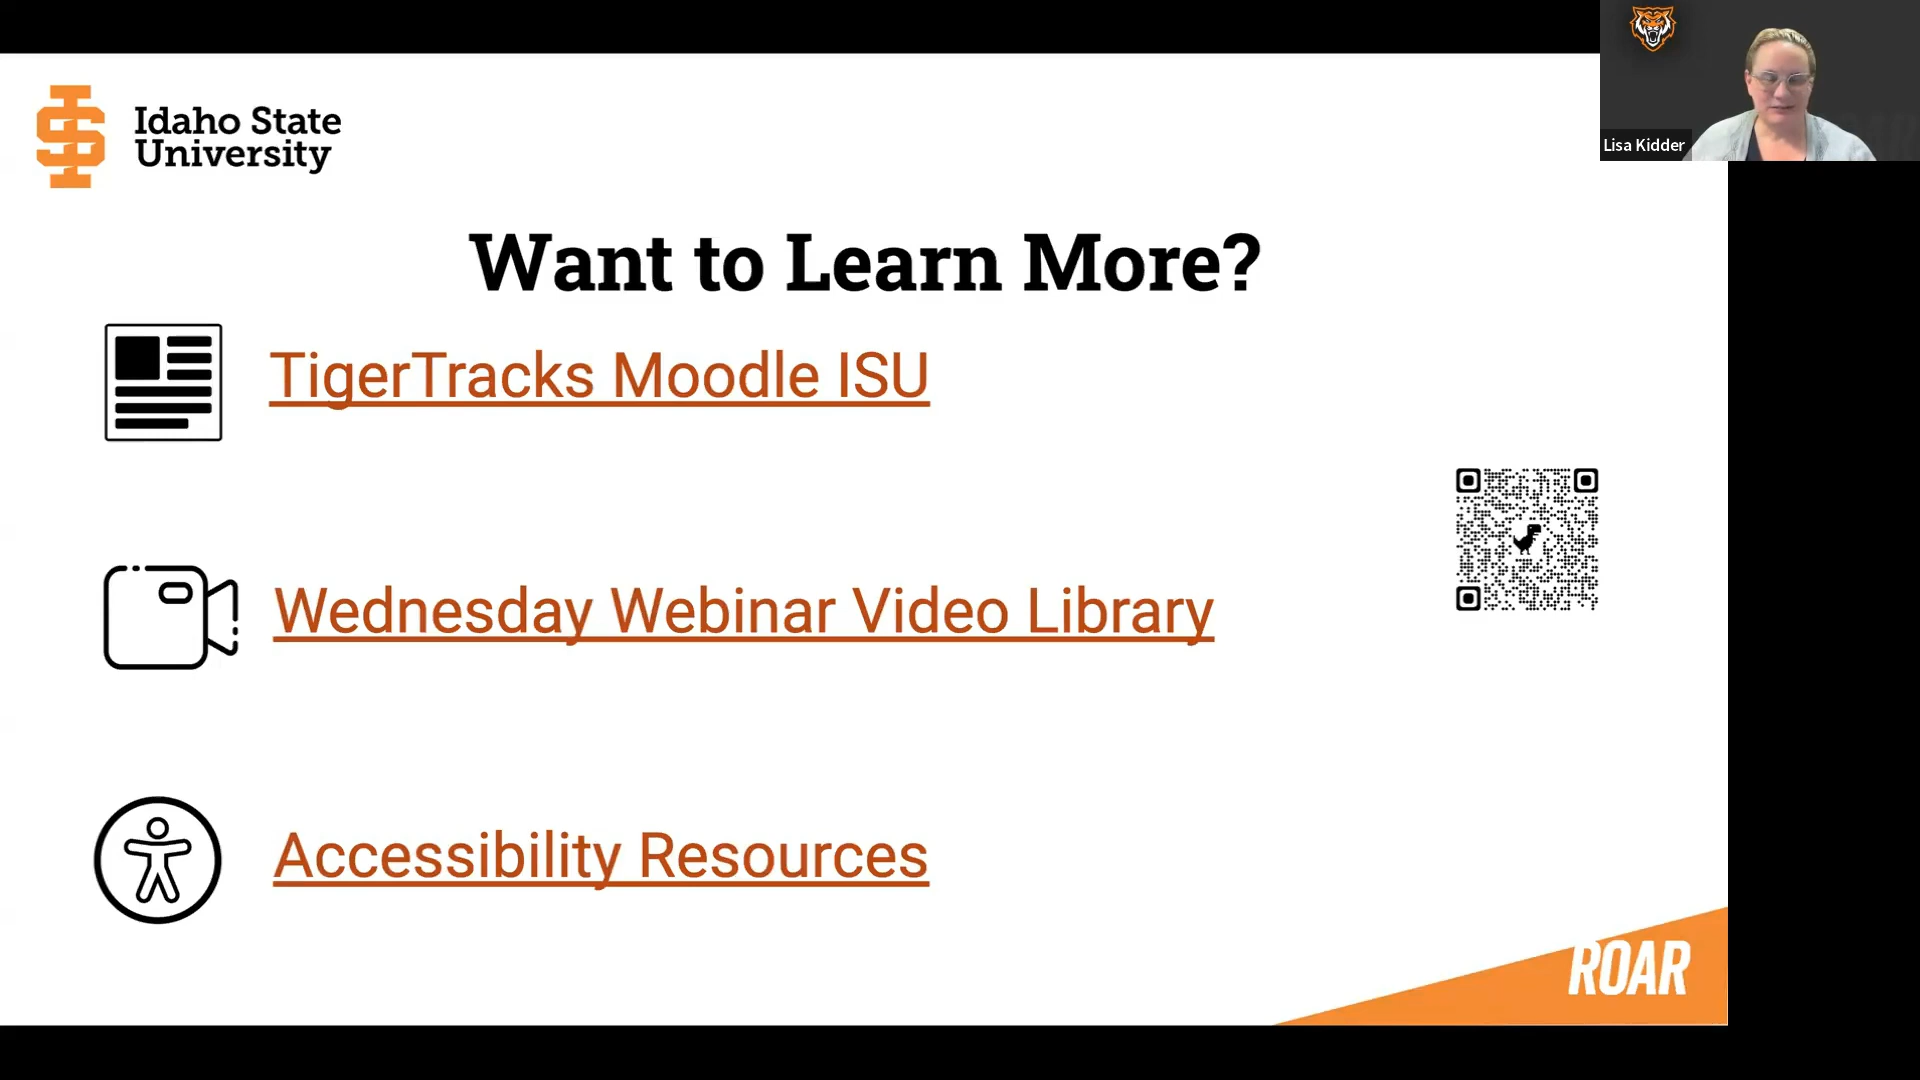 Idaho State
University
Lisa Kidder
Want to Learn More?
TigerTracks Moodle ISU
Wednesday Webinar Video Library
Accessibility Resources
ROAR